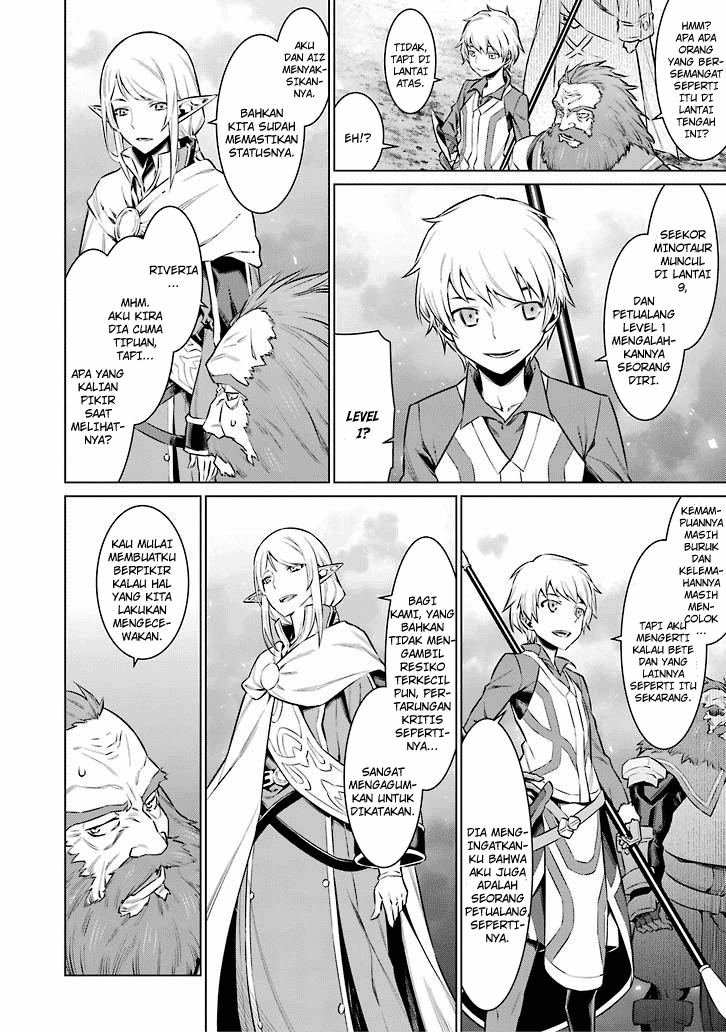 HMM?
APA ADA
ORANG
YANG BER-
SEMANGAT
SEPERTI
ITU DI
LANTAI
TENGAH
INI?
TIDAK,
TAPI DI
LANTAI
ATAS.
EH!?
AKU
DAN AIZ
MENYAK-
SIKAN-
NYA.
BAHKAN
KITA SUDAH
MEMASTIKAN
STATUSNYA.
SEEKOR
MINOTAUR
MUNCUL
DI LANTAI
9,
DAN
PETUALANG
LEVEL 1
MENGALAH-
KANNYA
SEORANG
DIRI.
LEVEL
1?
RIVERIA
...
MHM.
AKU KIRA
DIA CUMA
TIPUAN,
TAPI...
APA YANG
KALIAN
PIKIR
SAAT
MELIHAT-
NYA?
KEMAM-
PUANNYA
MASIH
BURUK
DAN
KELEMA-
HANNYA
MASIH
MEN-
COLOK
...
TAPI AKU
MENGERTI
KALAU BETE
DAN YANG
LAINNYA
SEPERTI ITU
SEKARANG.
DIA MENG-
INGATKAN-
KU BAHWA
AKU JUGA
ADALAH
SEORANG
PETUALANG
SEPERTI-
NYA.
BAGI
KAMI, YANG
BAHKAN
TIDAK MEN-
GAMBIL
RESIKO
TERKECIL
PUN, PER-
TARUNGAN
KRITIS
SEPERTI-
NYA...
SANGAT
MENGAGUM-
KAN UNTUK
DIKATAKAN.
KAU MULAI
MEMBUATKU
BERPIKIR
KALAU HAL
YANG KITA
LAKUKAN
MENGECE-
WAKAN.